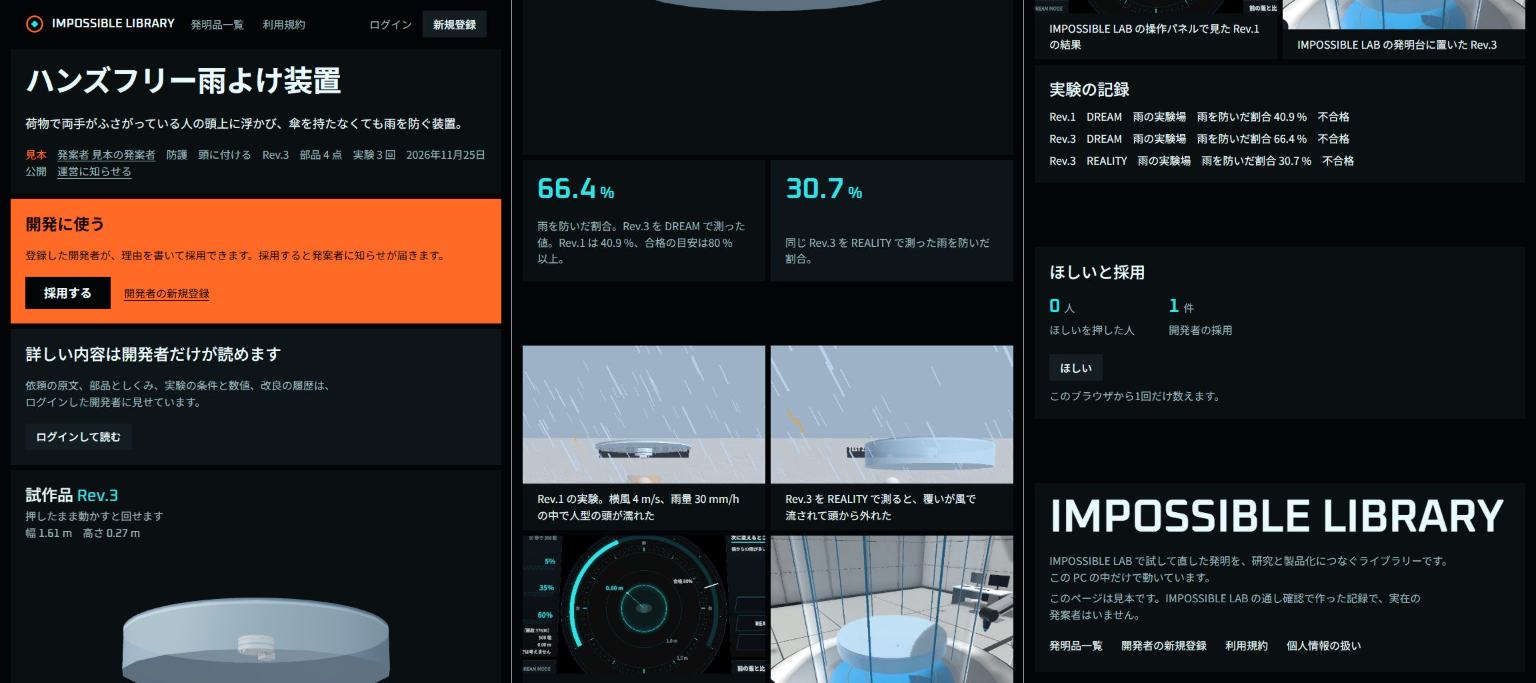 IMPOSSIBLE LIBRARY 発明品一覧 利用規約 ログイン 新規登録
ハンズフリー雨よけ装置
荷物で両手がふさがっている人の頭上に浮かび、傘を持たなくても雨を防ぐ装置。
見本 発案者 見本の発案者 防護 頭に付ける Rev.3 部品 4 点 実験 3 回 2026年11月25日
公開 運営に知らせる
開発に使う
登録した開発者が、理由を書いて採用できます。採用すると発案者に知らせが届きます。
採用する 開発者の新規登録
詳しい内容は開発者だけが読めます
依頼の原文、部品としくみ、実験の条件と数値、改良の履歴は、
ログインした開発者に見せています。
ログインして読む
試作品 Rev.3
押したまま動かすと回せます
幅 1.61 m 高さ 0.27 m
66.4 %
雨を防いだ割合。Rev.3 を DREAM で測った
値。Rev.1 は 40.9 %、合格の目安は80 %
以上。
30.7 %
同じ Rev.3 を REALITY で測った雨を防いだ
割合。
Rev.1 の実験。横風 4 m/s、雨量 30 mm/h
の中で人型の頭が濡れた
Rev.3 を REALITY で測ると、覆いが風で
流されて頭から外れた
次に変えるとこ
5%
合格 80%
0.60 m
35%
60%
0.00 m
1.0 m
REA
DREAM MODE
前の版と比
IMPOSSIBLE LAB の操作パネルで見た Rev.1
の結果
IMPOSSIBLE LAB の発明台に置いた Rev.3
実験の記録
Rev.1 DREAM 雨の実験場 雨を防いだ割合 40.9 % 不合格
Rev.3 DREAM 雨の実験場 雨を防いだ割合 66.4 % 不合格
Rev.3 REALITY 雨の実験場 雨を防いだ割合 30.7 % 不合格
ほしいと採用
0 人 1 件
ほしいを押した人 開発者の採用
ほしい
このブラウザから1回だけ数えます。
IMPOSSIBLE LIBRARY
IMPOSSIBLE LAB で試して直した発明を、研究と製品化につなぐライブラリーです。
この PC の中だけで動いています。
このページは見本です。IMPOSSIBLE LAB の通し確認で作った記録で、実在の
発案者はいません。
発明品一覧 開発者の新規登録 利用規約 個人情報の扱い